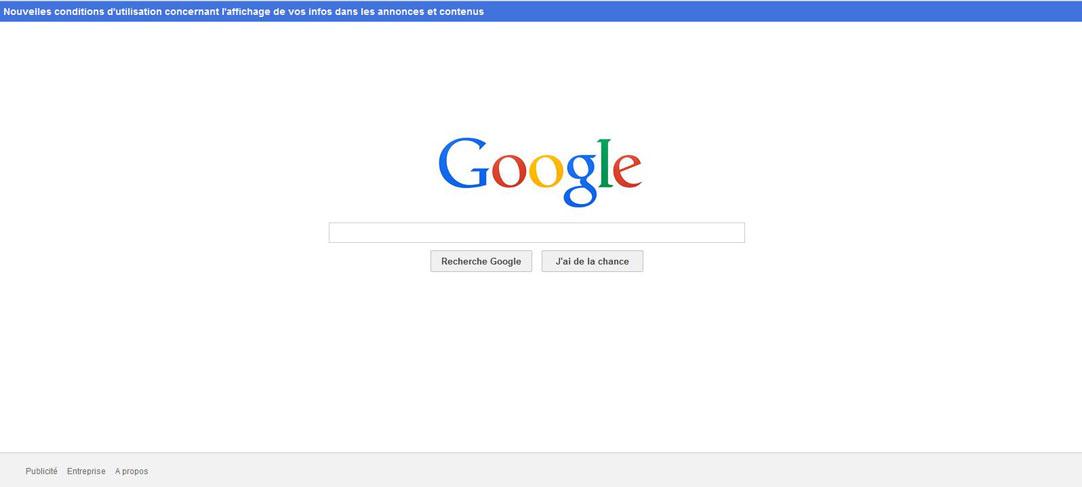 Nouvelles conditions d'utilisation concernant l'affichage de vos infos dans les annonces et contenus
Google
Recherche Google J'ai de la chance
Publicité Entreprise A propos